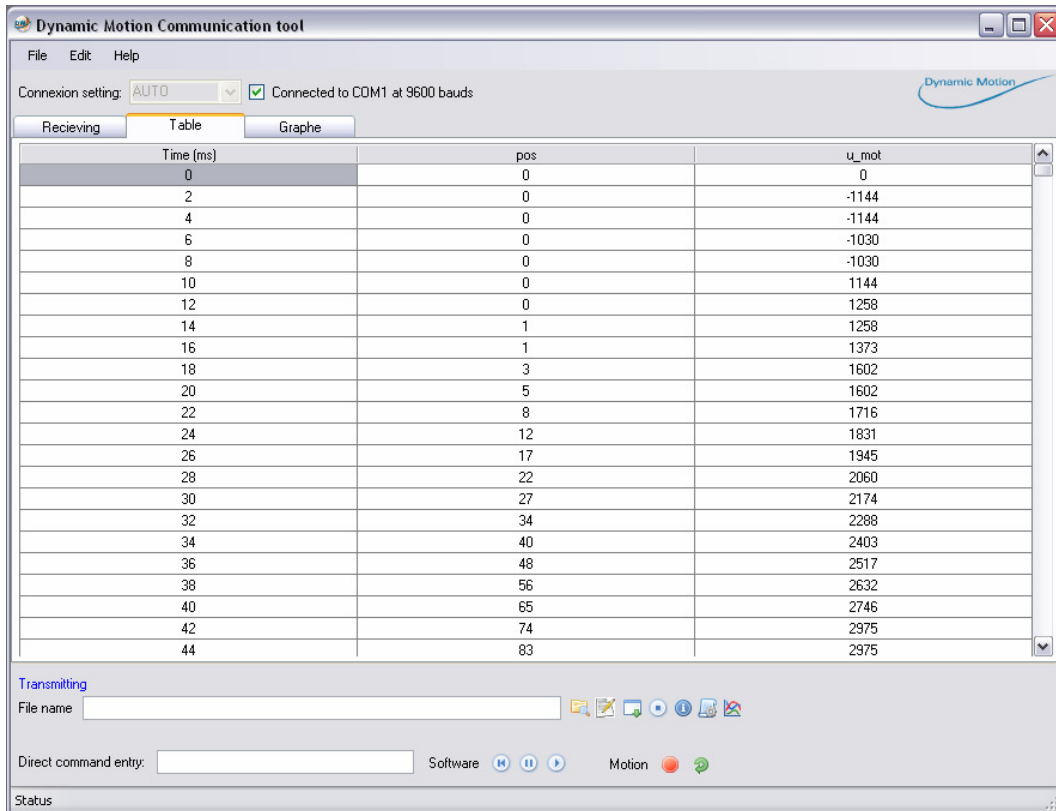 Dynamic Motion Communication tool
File Edit Help
Connexion setting: AUTO Connected to COM1 at 9600 bauds
Dynamic Motion
Recieving Table Graphe
Time (ms) pos u_mot
0 0 0
2 0 -1144
4 0 -1144
6 0 -1030
8 0 -1030
10 0 1144
12 0 1258
14 1 1258
16 1 1373
18 3 1602
20 5 1602
22 8 1716
24 12 1831
26 17 1945
28 22 2060
30 27 2174
32 34 2288
34 40 2403
36 48 2517
38 56 2632
40 65 2746
42 74 2975
44 83 2975
Transmitting
File name
Direct command entry: Software Motion
Status